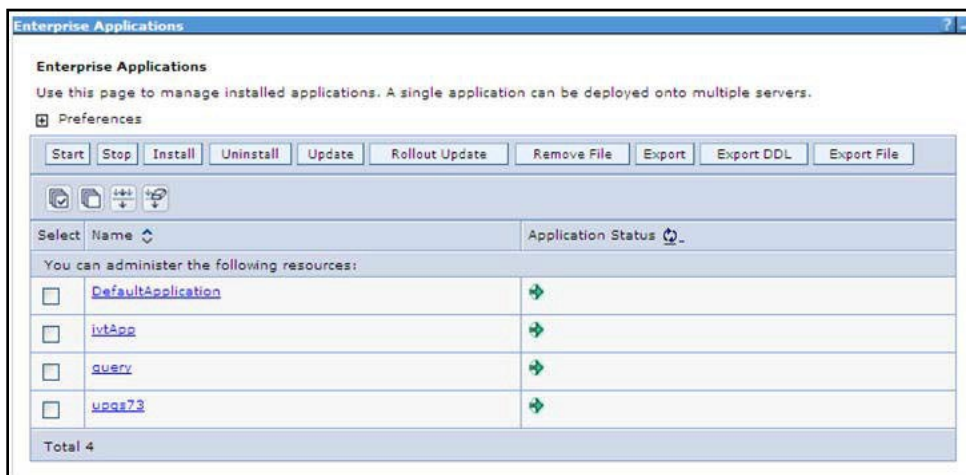 Enterprise Applications
Enterprise Applications
Use this page to manage installed applications. A single application can be deployed onto multiple servers.
Preferences
Start Stop Install Uninstall Update Rollout Update Remove File Export Export DDL Export File
Select Name Application Status
You can administer the following resources:
DefaultApplication
ivtApp
query
upgs73
Total 4